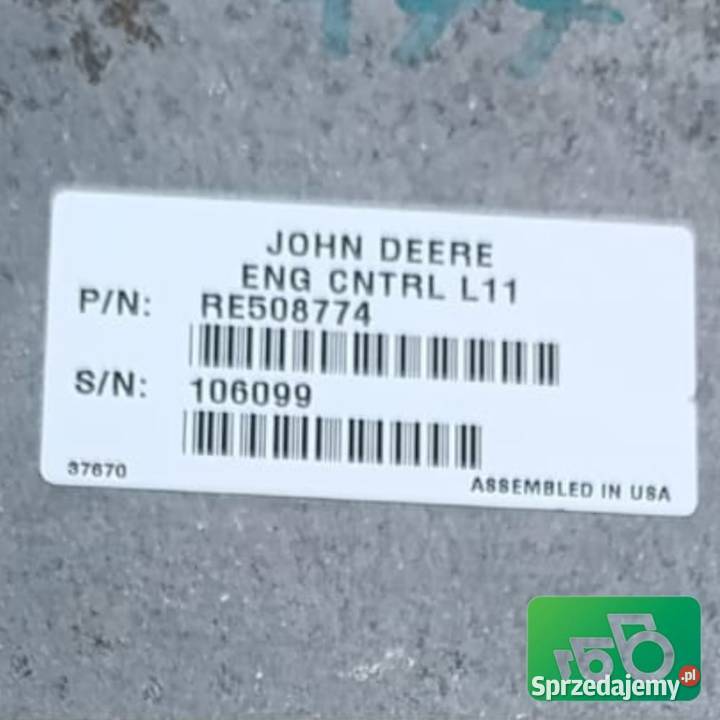 JOHN DEERE
ENG CNTRL L11
P/N: RE508774
S/N: 106099
37670
ASSEMBLED IN USA
Sprzedajemy.pl